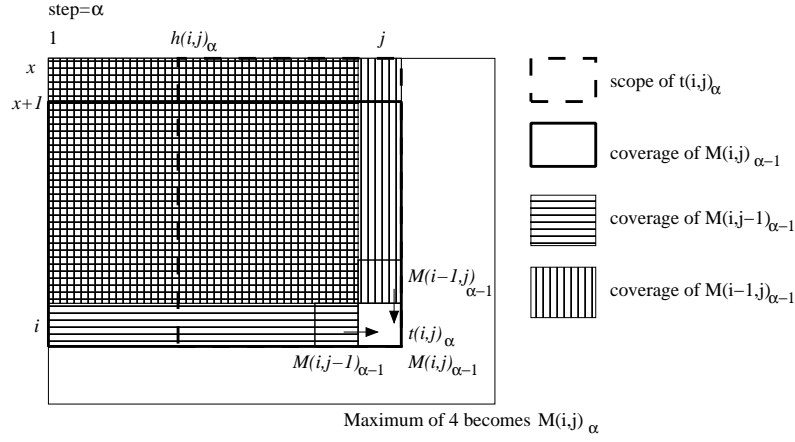 step=α
1 h(i,j)α j
x
x+1
i
M(i−1,j)α−1
t(i,j)α
M(i,j−1)α−1 M(i,j)α−1
Maximum of 4 becomes M(i,j)α
scope of t(i,j)α
coverage of M(i,j)α−1
coverage of M(i,j−1)α−1
coverage of M(i−1,j)α−1